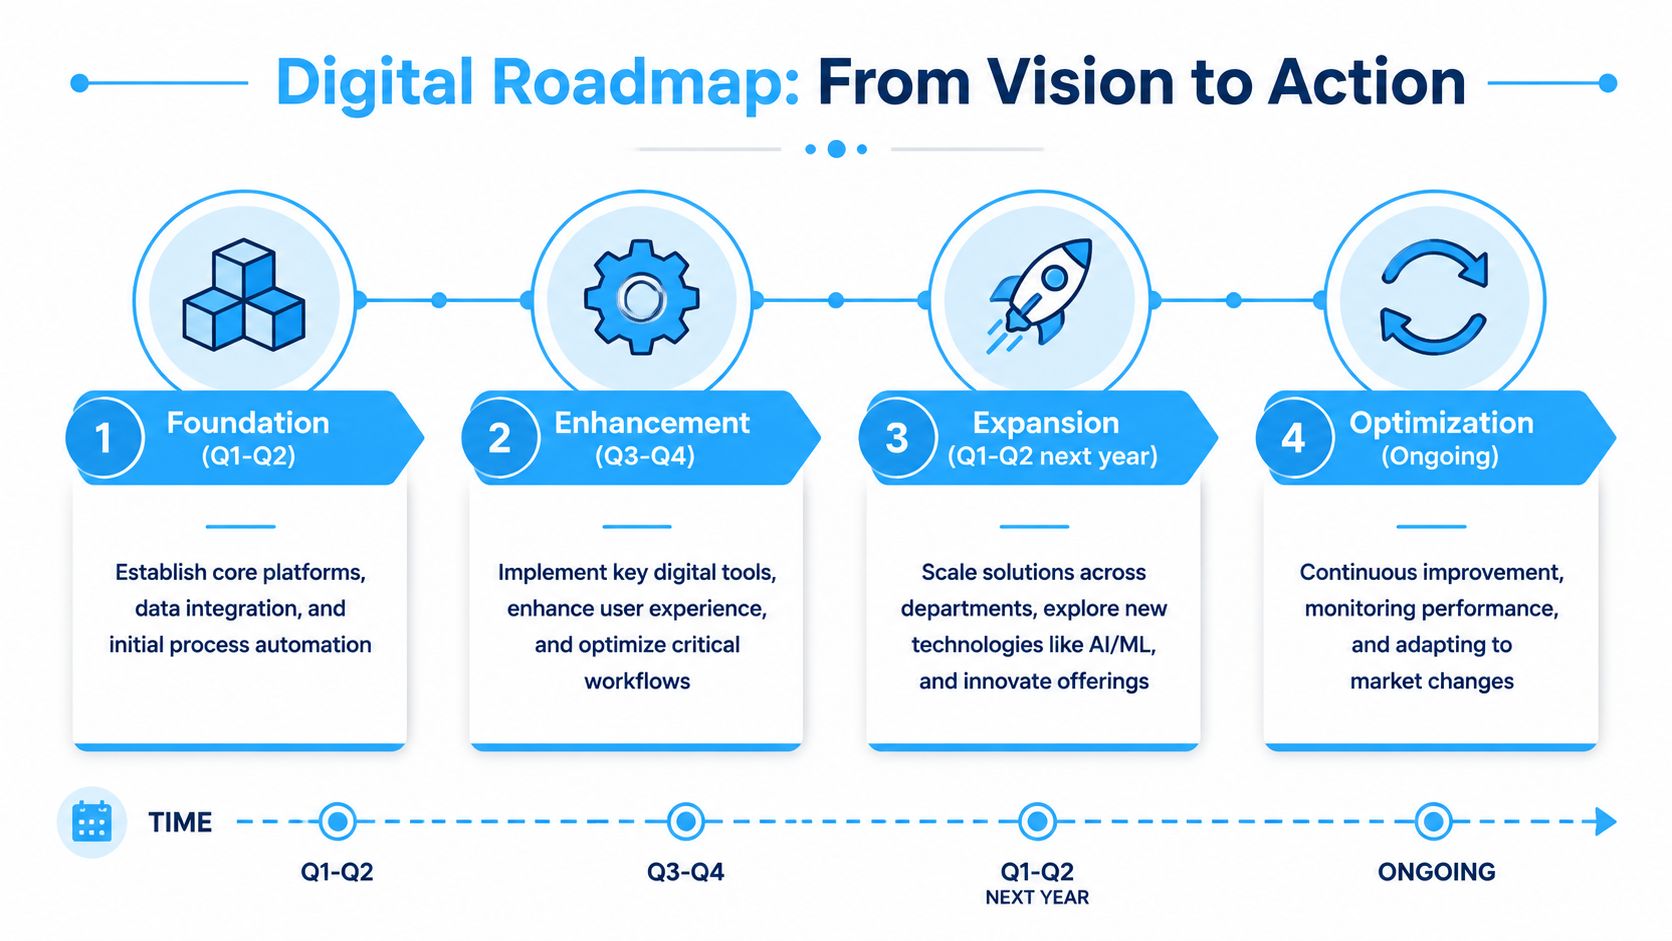 Digital Roadmap: From Vision to Action
1
Foundation
(Q1-Q2)
Establish core platforms,
data integration, and
initial process automation
2
Enhancement
(Q3-Q4)
Implement key digital tools,
enhance user experience,
and optimize critical
workflows
3
Expansion
(Q1-Q2 next year)
Scale solutions across
departments, explore new
technologies like AI/ML,
and innovate offerings
4
Optimization
(Ongoing)
Continuous improvement,
monitoring performance,
and adapting to
market changes
TIME
Q1-Q2
Q3-Q4
Q1-Q2
NEXT YEAR
ONGOING